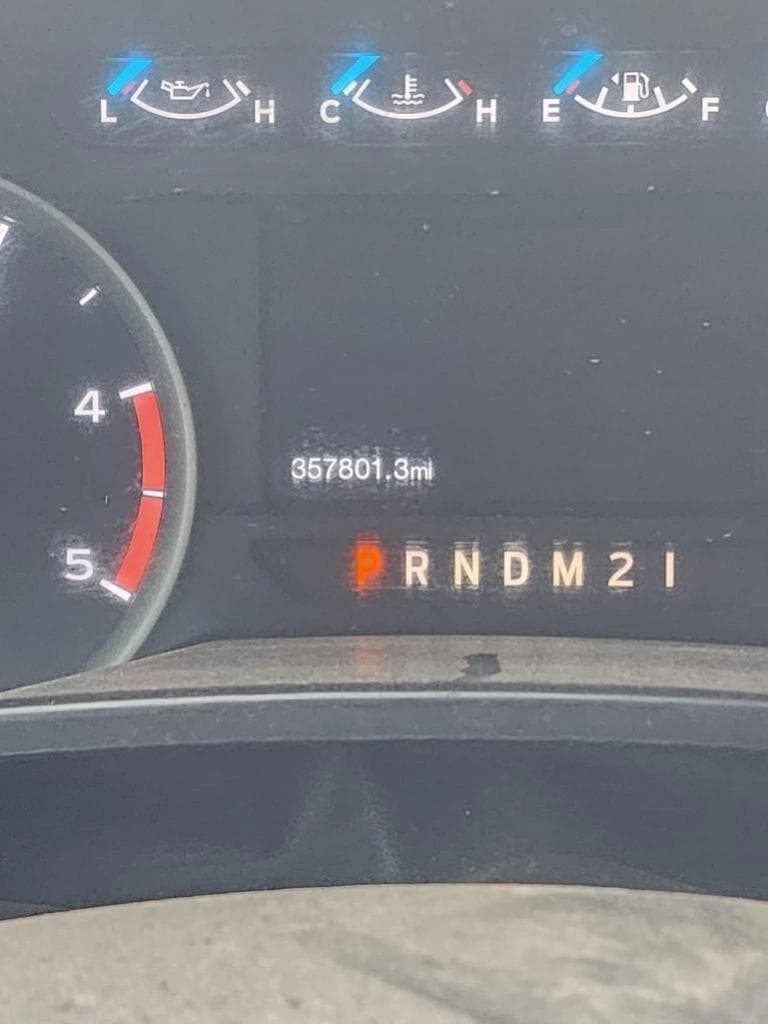 L H C H E F
4
357801.3mi
5
P R N D M 2 1